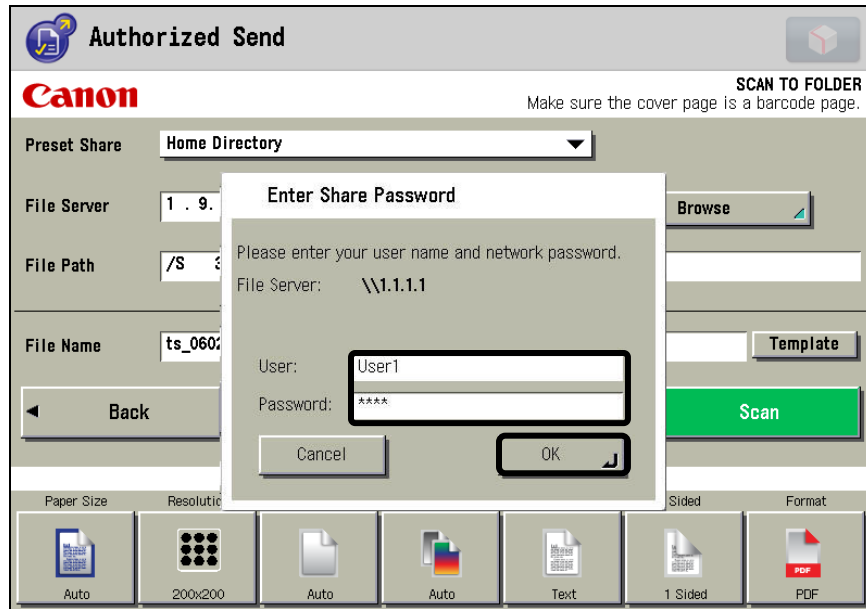 Authorized Send
Canon
SCAN TO FOLDER
Make sure the cover page is a barcode page.
Preset Share
Home Directory
File Server
1 . 9.
Browse
File Path
/S 3
File Name
ts_0602
Template
Enter Share Password
Please enter your user name and network password.
File Server: \\1.1.1.1
User: User1
Password: ****
Cancel
OK
Back
Scan
Paper Size
Auto
200x200
Auto
Auto
Text
Sided
1 Sided
Format
PDF
PDF